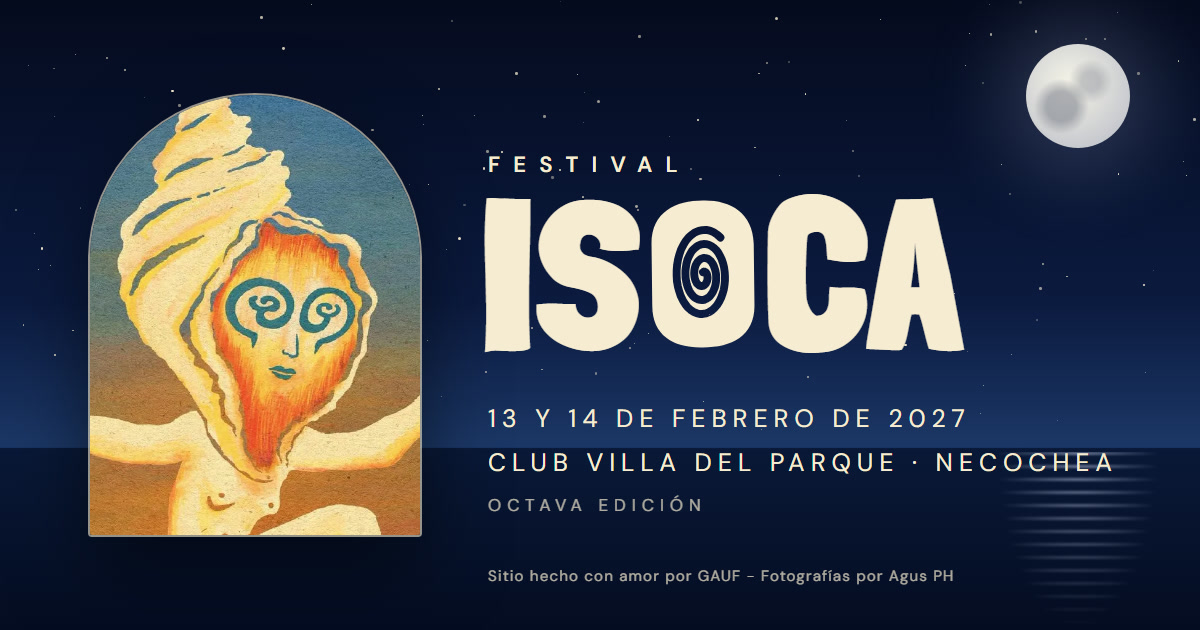 FESTIVAL
ISOCA
13 Y 14 DE FEBRERO DE 2027
CLUB VILLA DEL PARQUE · NECOCHEA
OCTAVA EDICIÓN
Sitio hecho con amor por GAUF – Fotografías por Agus PH